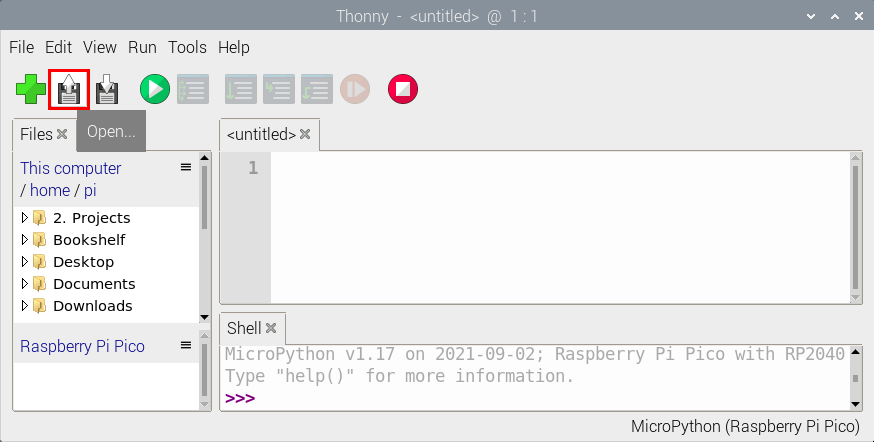 Thonny - <untitled> @ 1 : 1
File Edit View Run Tools Help
Open...
Files
<untitled>
This computer
/ home / pi
2. Projects
Bookshelf
Desktop
Documents
Downloads
1
Raspberry Pi Pico
Shell
MicroPython v1.17 on 2021-09-02; Raspberry Pi Pico with RP2040
Type "help()" for more information.
>>>
MicroPython (Raspberry Pi Pico)